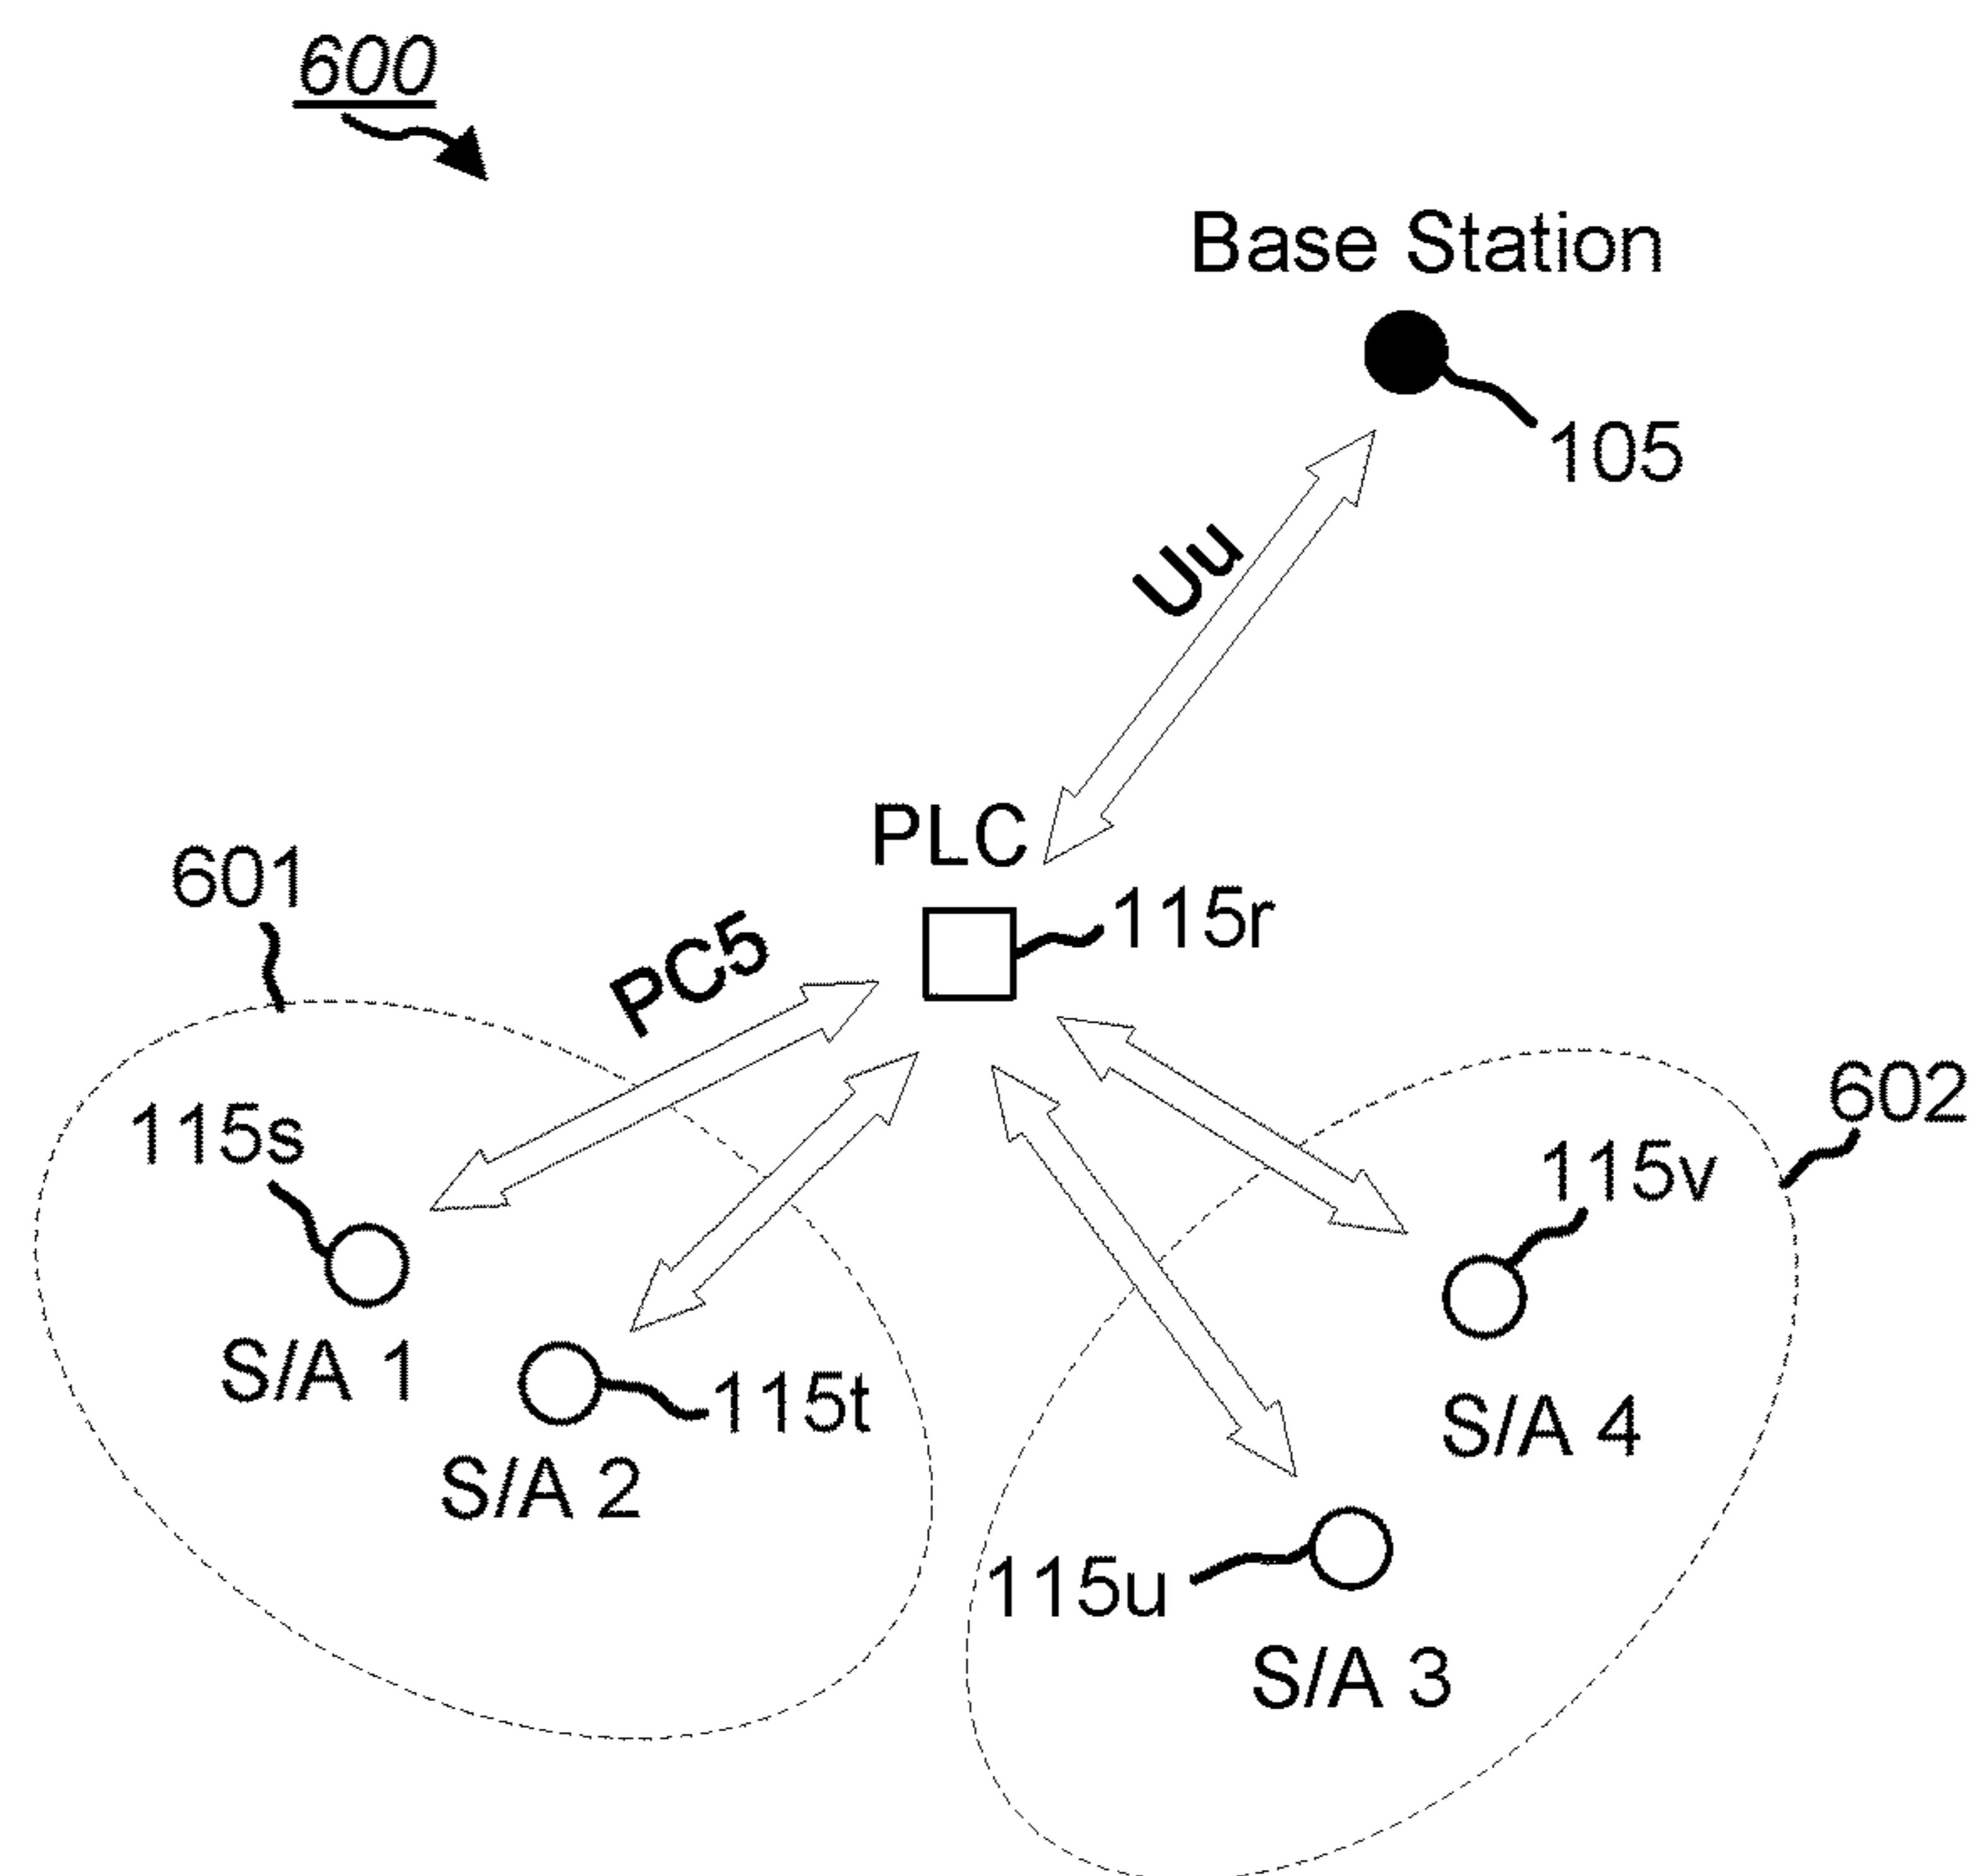 600
Base Station
105
Uu
PLC
601
115r
PC5
602
115s
115v
S/A 1
115t
S/A 4
S/A 2
115u
S/A 3